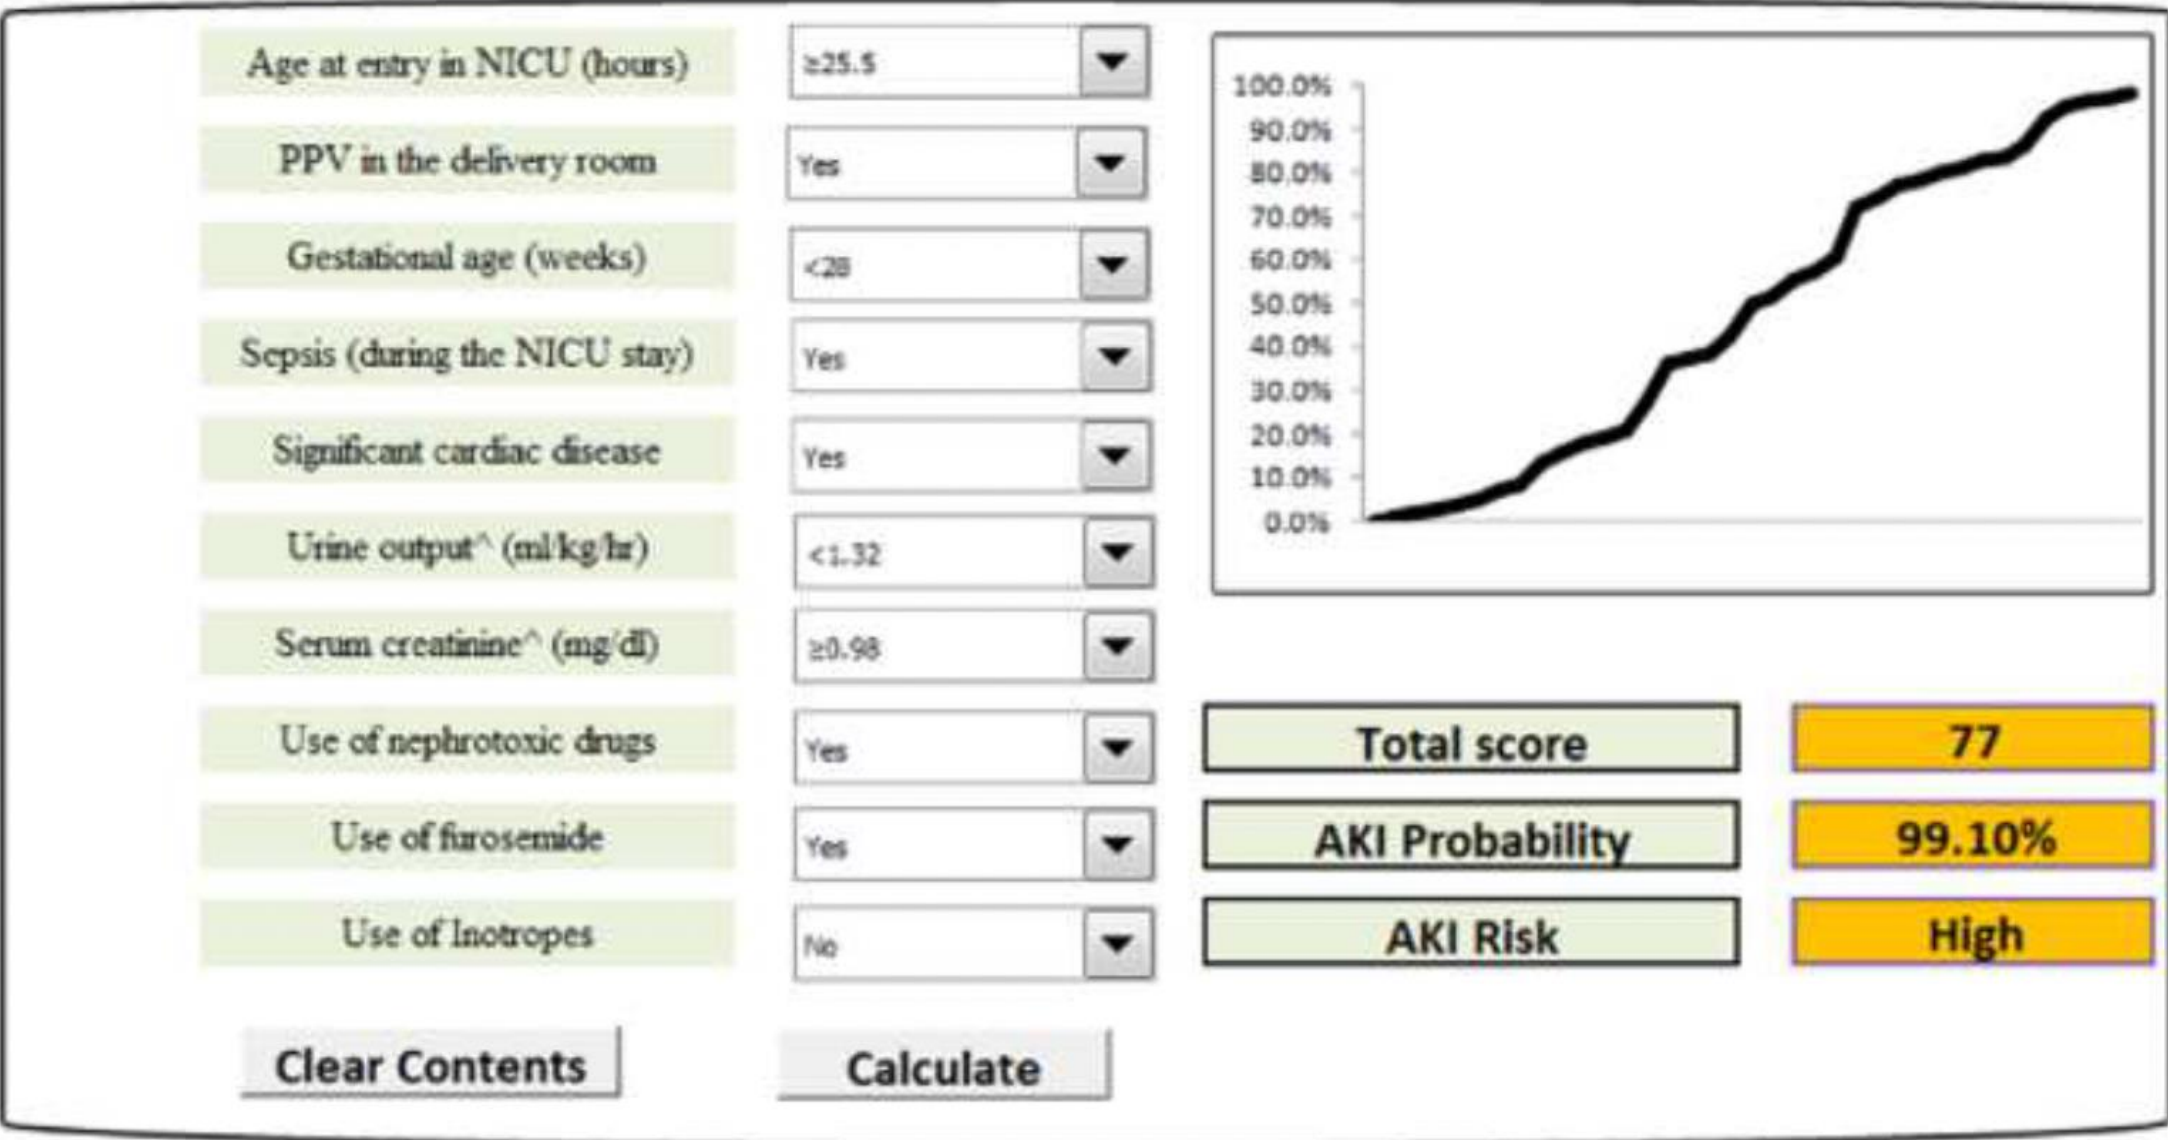 Age at entry in NICU (hours) ≥25.5
PPV in the delivery room Yes
Gestational age (weeks) <28
Sepsis (during the NICU stay) Yes
Significant cardiac disease Yes
Urine output^ (ml/kg/hr) <1.32
Serum creatinine^ (mg/dl) ≥0.98
Use of nephrotoxic drugs Yes
Use of furosemide Yes
Use of Inotropes No
Clear Contents Calculate
100.0%
90.0%
80.0%
70.0%
60.0%
50.0%
40.0%
30.0%
20.0%
10.0%
0.0%
Total score 77
AKI Probability 99.10%
AKI Risk High